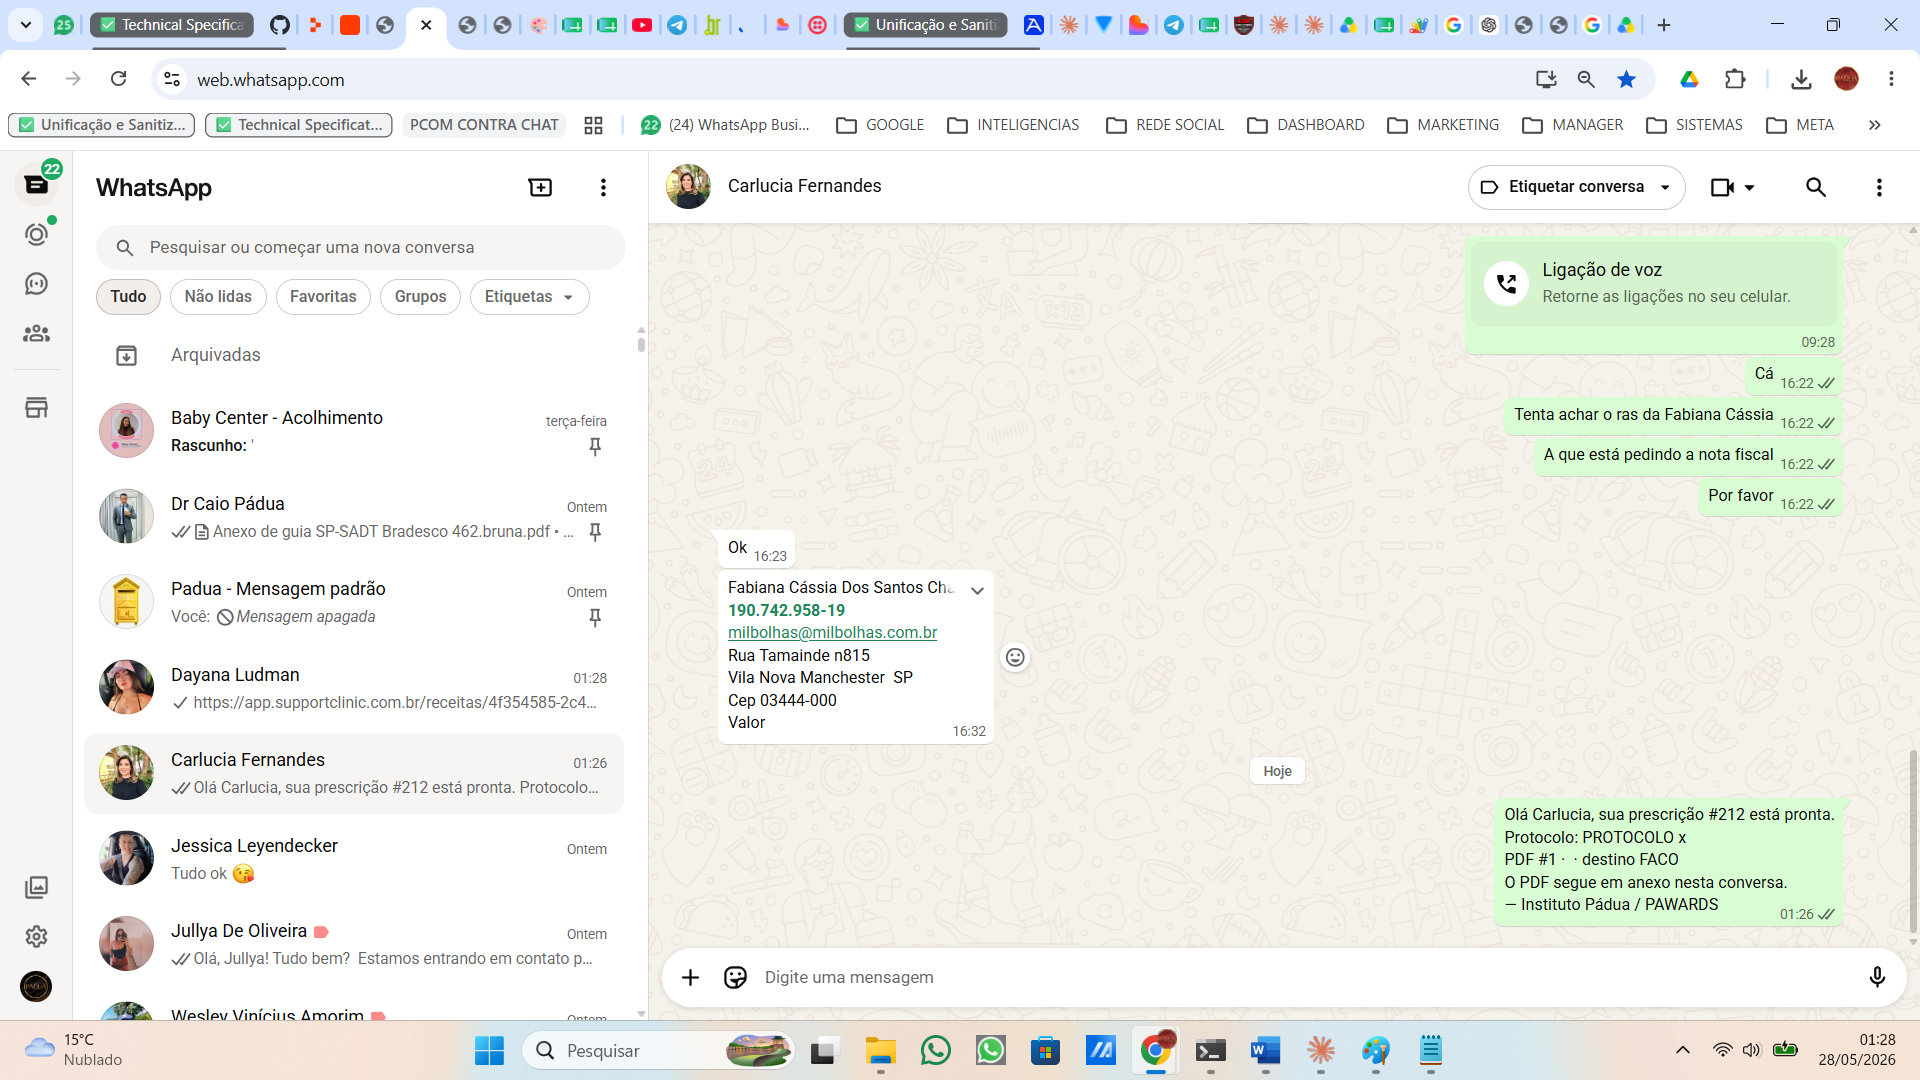 25
Technical Specifica
Unificação e Saniti
web.whatsapp.com
Unificação e Sanitiz...
Technical Specificat...
PCOM CONTRA CHAT
22
(24) WhatsApp Busi...
GOOGLE
INTELIGENCIAS
REDE SOCIAL
DASHBOARD
MARKETING
MANAGER
SISTEMAS
META
22
WhatsApp
Pesquisar ou começar uma nova conversa
Tudo
Não lidas
Favoritas
Grupos
Etiquetas
Arquivadas
Baby Center - Acolhimento
terça-feira
Rascunho: '
Dr Caio Pádua
Ontem
Anexo de guia SP-SADT Bradesco 462.bruna.pdf • ...
Padua - Mensagem padrão
Ontem
Você: Mensagem apagada
Dayana Ludman
01:28
https://app.supportclinic.com.br/receitas/4f354585-2c4...
Carlucia Fernandes
01:26
Olá Carlucia, sua prescrição #212 está pronta. Protocolo...
Jessica Leyendecker
Ontem
Tudo ok 😘
Jullya De Oliveira
Ontem
Olá, Jullya! Tudo bem? Estamos entrando em contato p...
Wesley Vinícius Amorim
Ontem
Carlucia Fernandes
Etiquetar conversa
Ligação de voz
Retorne as ligações no seu celular.
09:28
Cá 16:22
Tenta achar o ras da Fabiana Cássia 16:22
A que está pedindo a nota fiscal 16:22
Por favor 16:22
Ok 16:23
Fabiana Cássia Dos Santos Cha
190.742.958-19
milbolhas@milbolhas.com.br
Rua Tamainde n815
Vila Nova Manchester SP
Cep 03444-000
Valor
16:32
Hoje
Olá Carlucia, sua prescrição #212 está pronta.
Protocolo: PROTOCOLO x
PDF #1 · · destino FACO
O PDF segue em anexo nesta conversa.
— Instituto Pádua / PAWARDS
01:26
Digite uma mensagem
15°C
Nublado
Pesquisar
01:28
28/05/2026